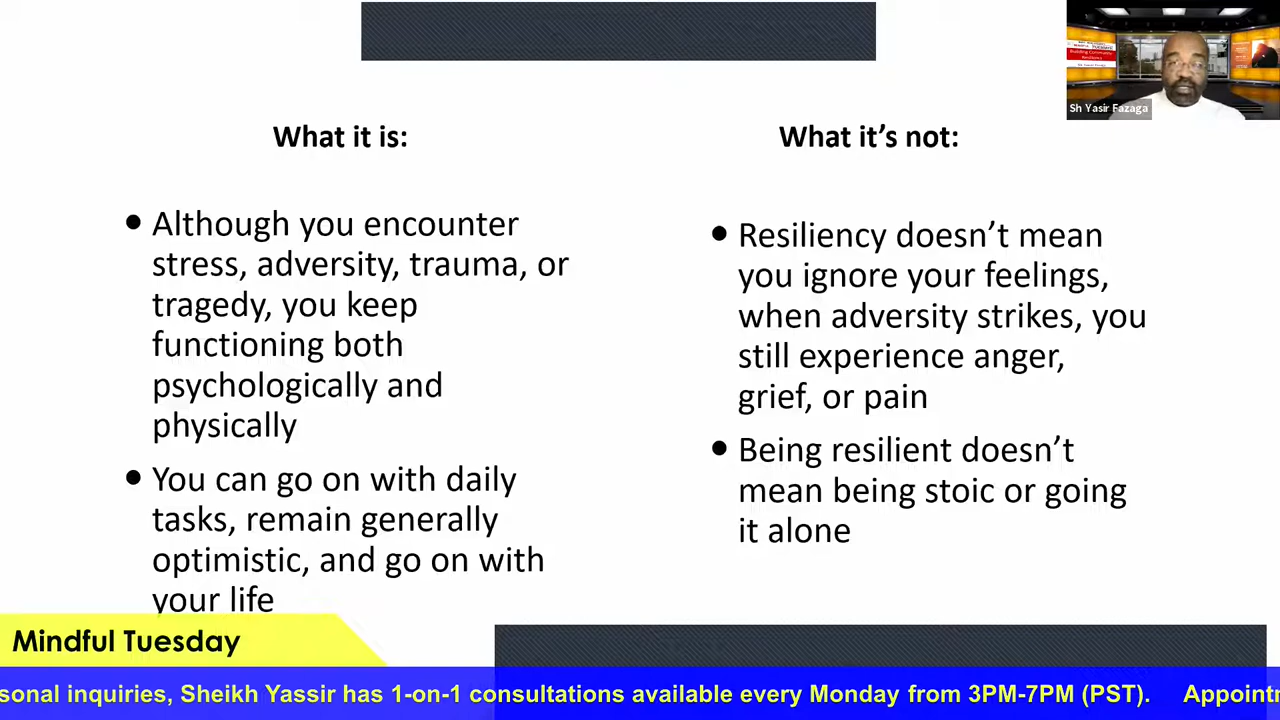 What it is:
• Although you encounter
stress, adversity, trauma, or
tragedy, you keep
functioning both
psychologically and
physically
• You can go on with daily
tasks, remain generally
optimistic, and go on with
your life
What it’s not:
• Resiliency doesn’t mean
you ignore your feelings,
when adversity strikes, you
still experience anger,
grief, or pain
• Being resilient doesn’t
mean being stoic or going
it alone
Sh Yasir Fazaga
Mindful Tuesday
sonal inquiries, Sheikh Yassir has 1-on-1 consultations available every Monday from 3PM-7PM (PST). Appointm